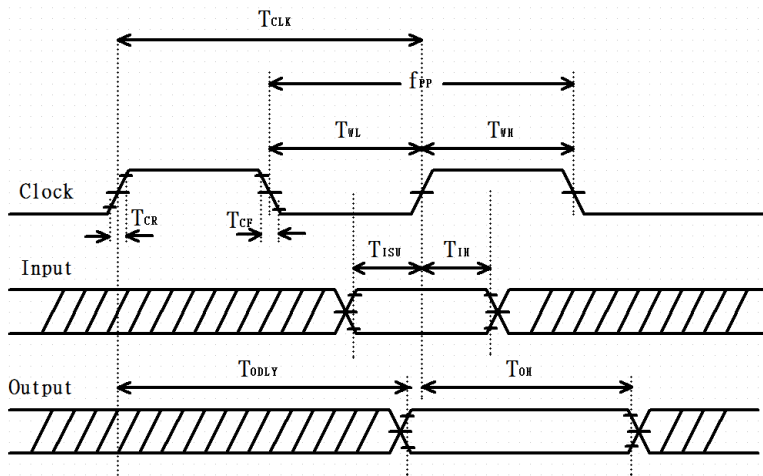 TCLK
fPP
TWL
TWH
Clock
TCR
TCF
TISU
TIH
Input
TODLY
TOH
Output